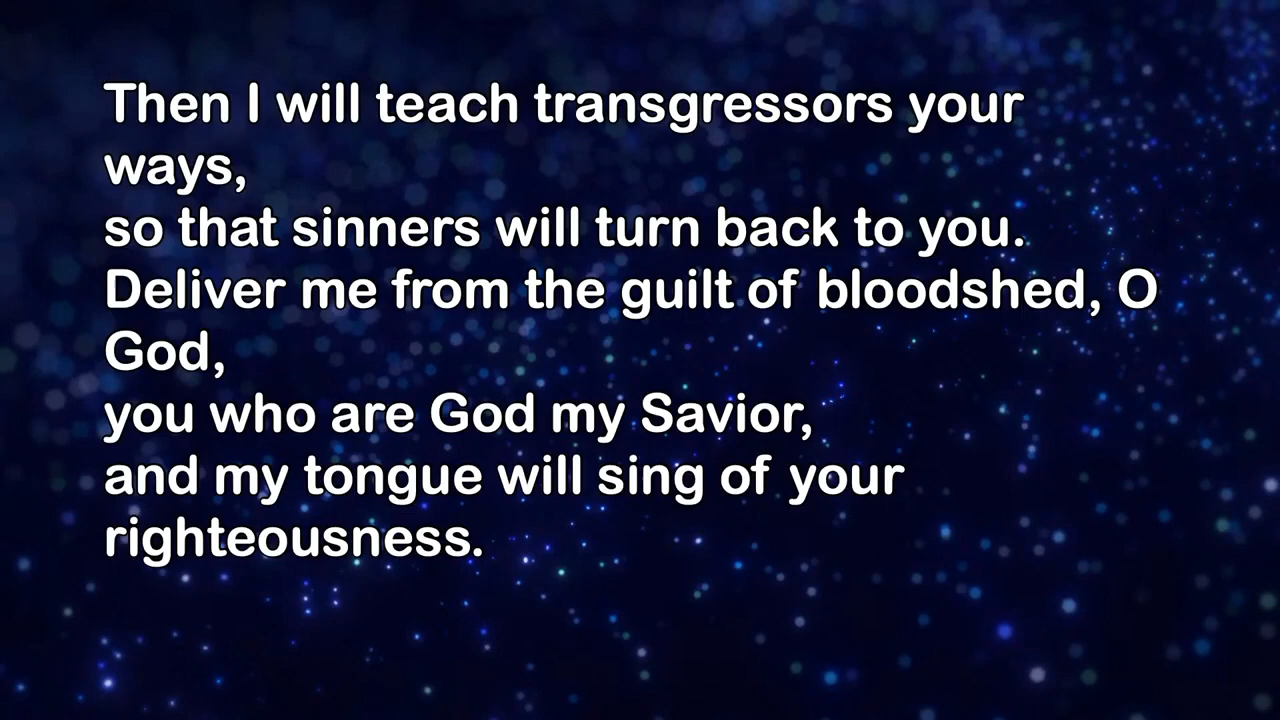 Then I will teach transgressors your
ways,
so that sinners will turn back to you.
Deliver me from the guilt of bloodshed, O
God,
you who are God my Savior,
and my tongue will sing of your
righteousness.